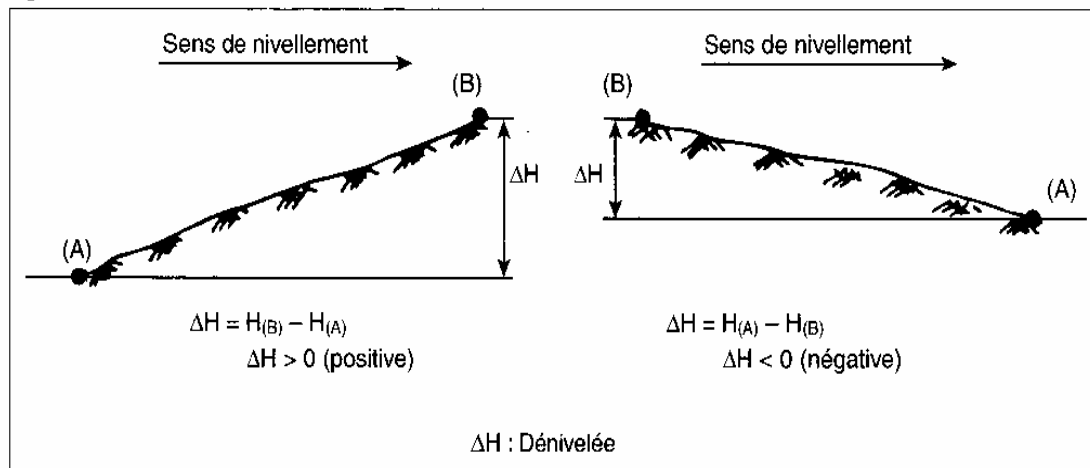 Sens de nivellement
(B)
ΔH
(A)
ΔH = H(B) – H(A)
ΔH > 0 (positive)
Sens de nivellement
(B)
ΔH
(A)
ΔH = H(A) – H(B)
ΔH < 0 (négative)
ΔH : Dénivelée